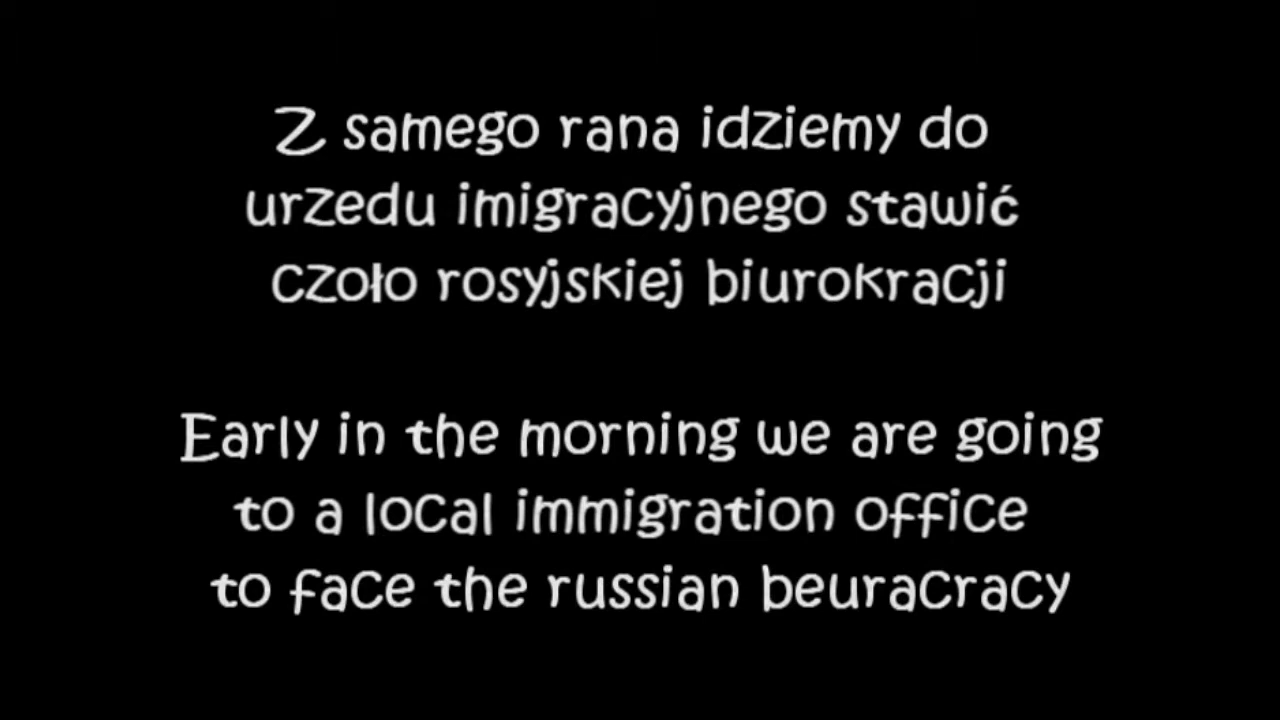 Z samego rana idziemy do
urzedu imigracyjnego stawić
czoło rosyjskiej biurokracji
Early in the morning we are going
to a local immigration office
to face the russian beuracracy